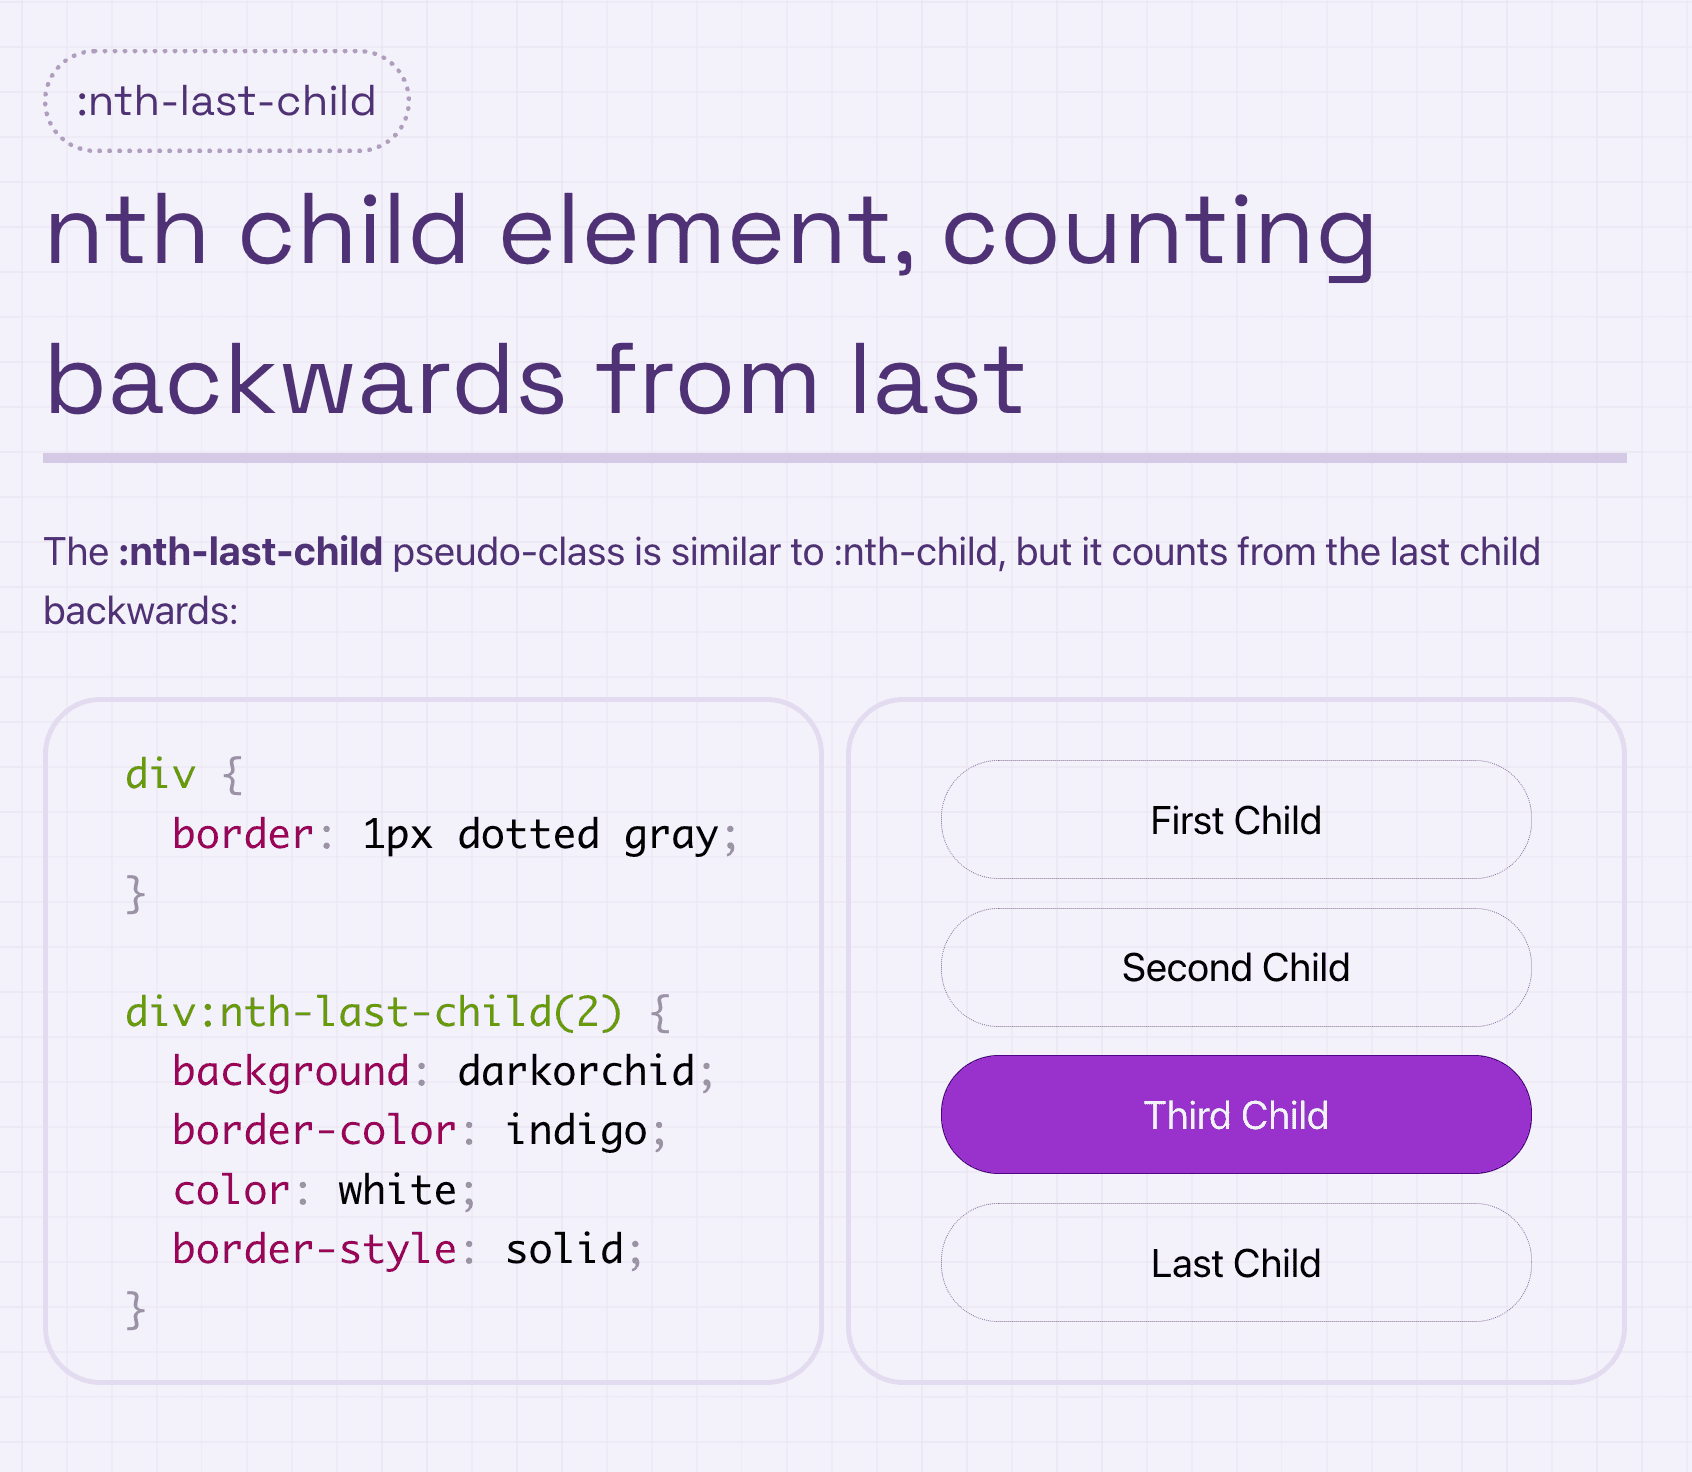 :nth-last-child
nth child element, counting
backwards from last
The :nth-last-child pseudo-class is similar to :nth-child, but it counts from the last child
backwards:
div {
  border: 1px dotted gray;
}

div:nth-last-child(2) {
  background: darkorchid;
  border-color: indigo;
  color: white;
  border-style: solid;
}
First Child
Second Child
Third Child
Last Child